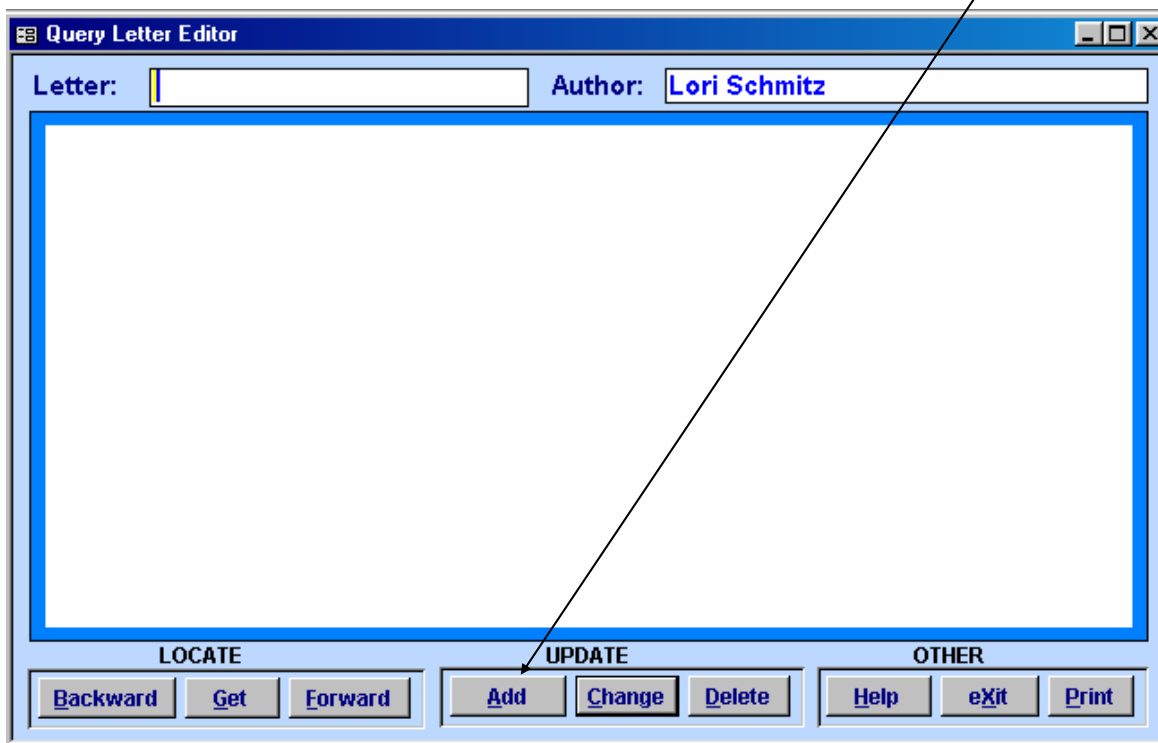 Query Letter Editor
Letter: Author: Lori Schmitz
LOCATE UPDATE OTHER
Backward Get Forward Add Change Delete Help eXit Print